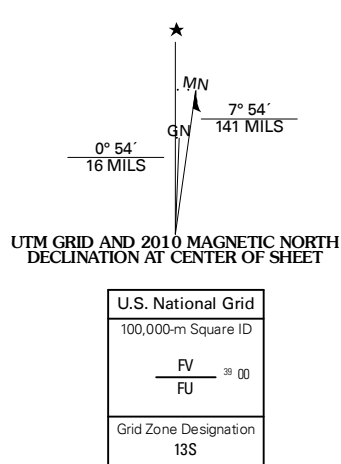 ★
MN
7° 54´
141 MILS
GN
0° 54´
16 MILS
UTM GRID AND 2010 MAGNETIC NORTH
DECLINATION AT CENTER OF SHEET
U.S. National Grid
100,000-m Square ID
FV
39 00
FU
Grid Zone Designation
13S